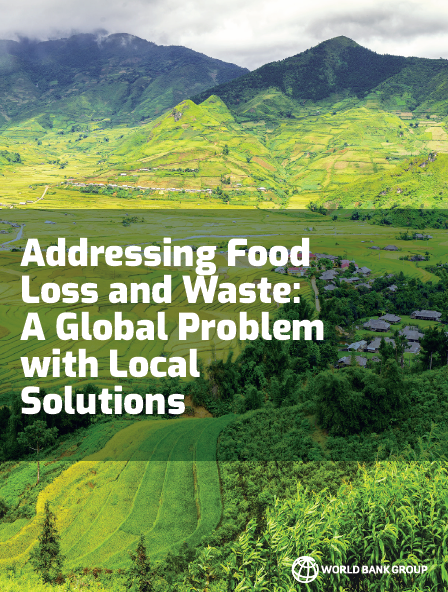 Addressing Food
Loss and Waste:
A Global Problem
with Local
Solutions
WORLD BANK GROUP